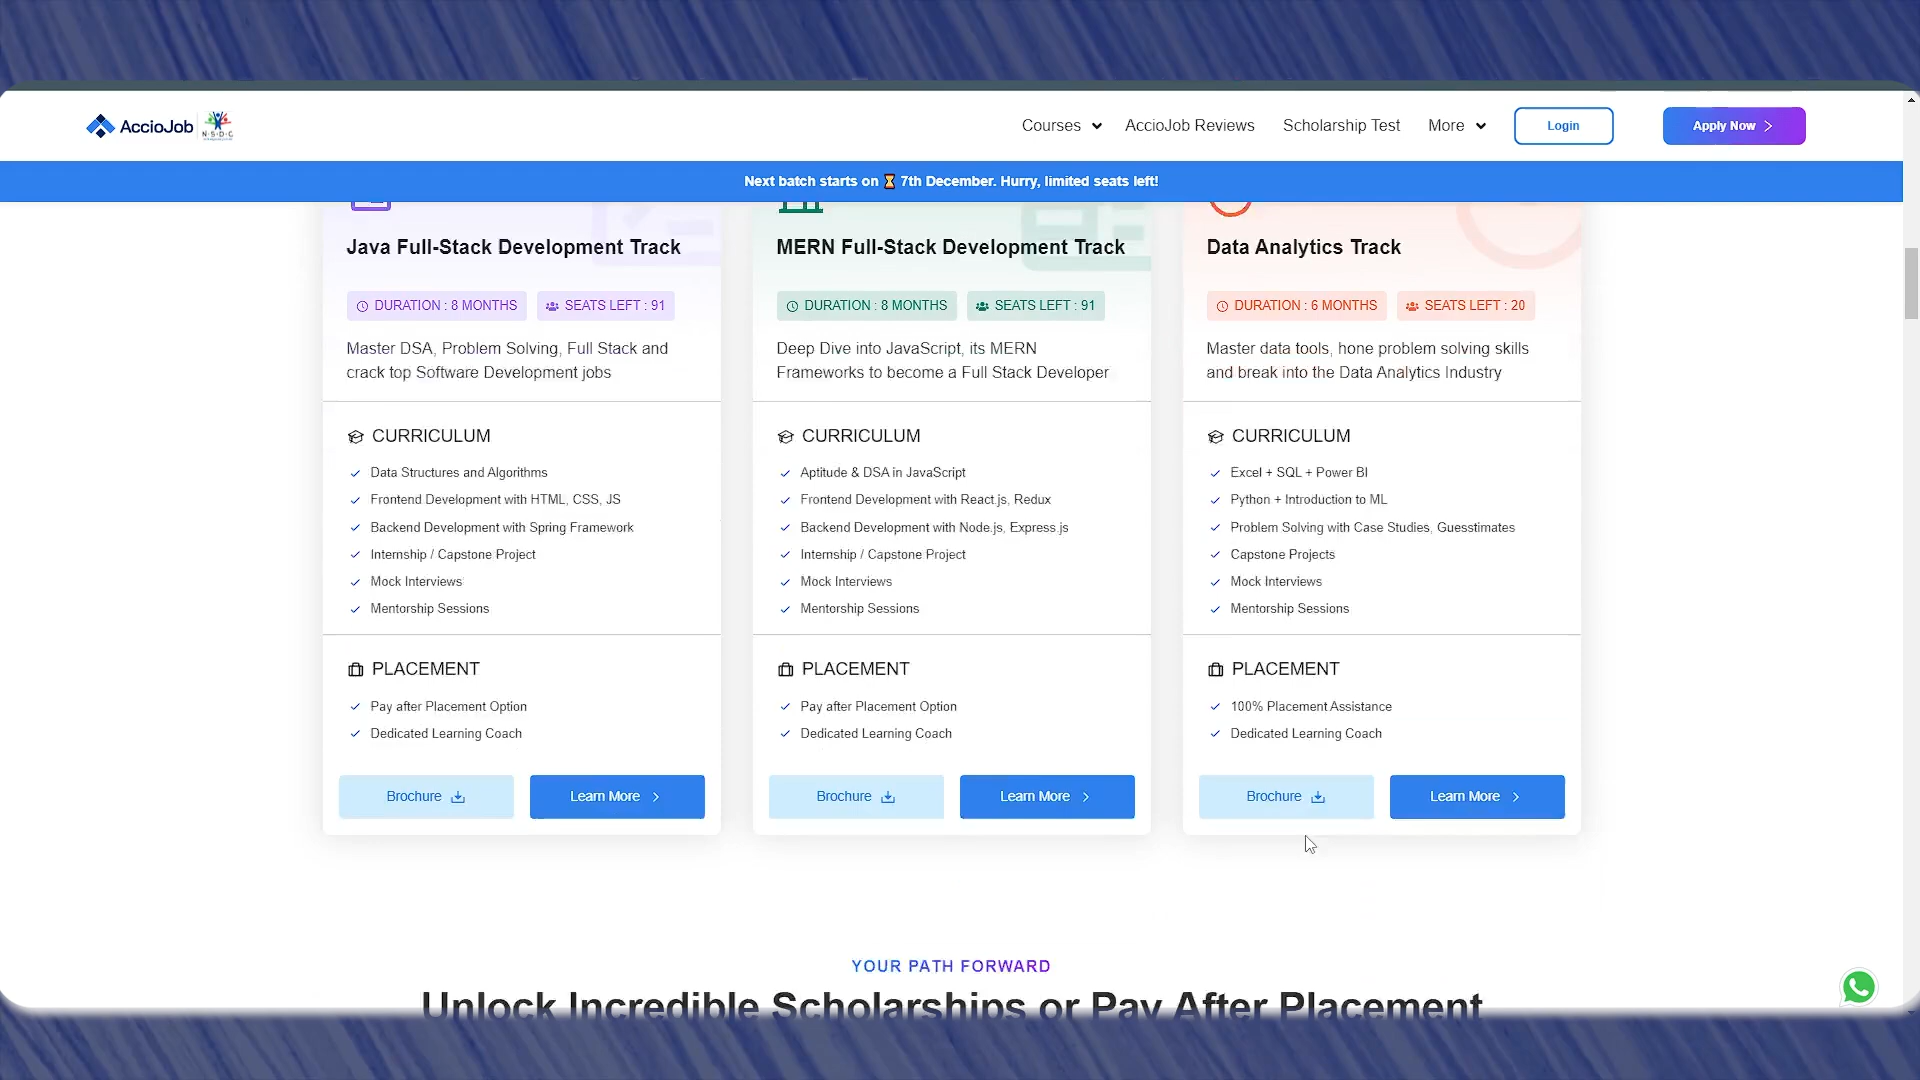 AccioJob
N·S·D·C
Courses
AccioJob Reviews
Scholarship Test
More
Login
Apply Now
Next batch starts on ⏳ 7th December. Hurry, limited seats left!
Java Full-Stack Development Track
DURATION : 8 MONTHS
SEATS LEFT : 91
Master DSA, Problem Solving, Full Stack and
crack top Software Development jobs
CURRICULUM
Data Structures and Algorithms
Frontend Development with HTML, CSS, JS
Backend Development with Spring Framework
Internship / Capstone Project
Mock Interviews
Mentorship Sessions
PLACEMENT
Pay after Placement Option
Dedicated Learning Coach
Brochure
Learn More
MERN Full-Stack Development Track
DURATION : 8 MONTHS
SEATS LEFT : 91
Deep Dive into JavaScript, its MERN
Frameworks to become a Full Stack Developer
CURRICULUM
Aptitude & DSA in JavaScript
Frontend Development with React.js, Redux
Backend Development with Node.js, Express.js
Internship / Capstone Project
Mock Interviews
Mentorship Sessions
PLACEMENT
Pay after Placement Option
Dedicated Learning Coach
Brochure
Learn More
Data Analytics Track
DURATION : 6 MONTHS
SEATS LEFT : 20
Master data tools, hone problem solving skills
and break into the Data Analytics Industry
CURRICULUM
Excel + SQL + Power BI
Python + Introduction to ML
Problem Solving with Case Studies, Guesstimates
Capstone Projects
Mock Interviews
Mentorship Sessions
PLACEMENT
100% Placement Assistance
Dedicated Learning Coach
Brochure
Learn More
YOUR PATH FORWARD
Unlock Incredible Scholarships or Pay After Placement